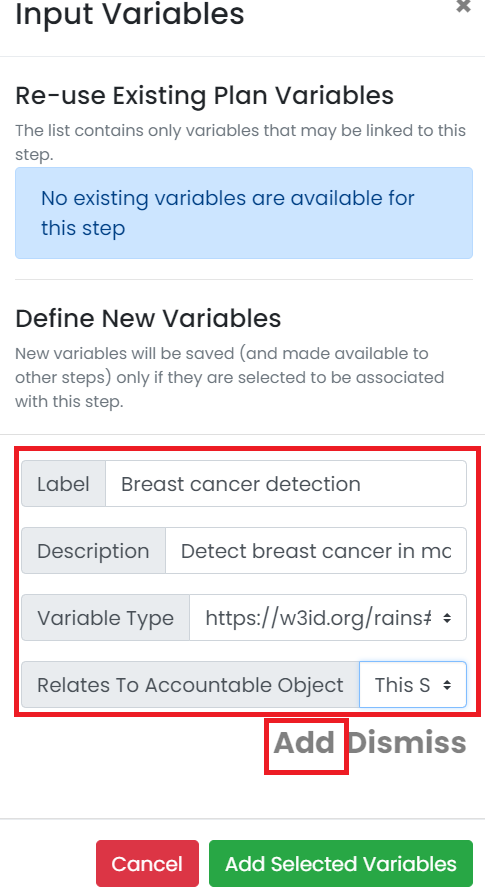 Input Variables
✖
Re-use Existing Plan Variables
The list contains only variables that may be linked to this
step.
No existing variables are available for
this step
Define New Variables
New variables will be saved (and made available to
other steps) only if they are selected to be associated
with this step.
Label Breast cancer detection
Description Detect breast cancer in
Variable Type https://w3id.org/rains#
Relates To Accountable Object This S
Add Dismiss
Cancel Add Selected Variables